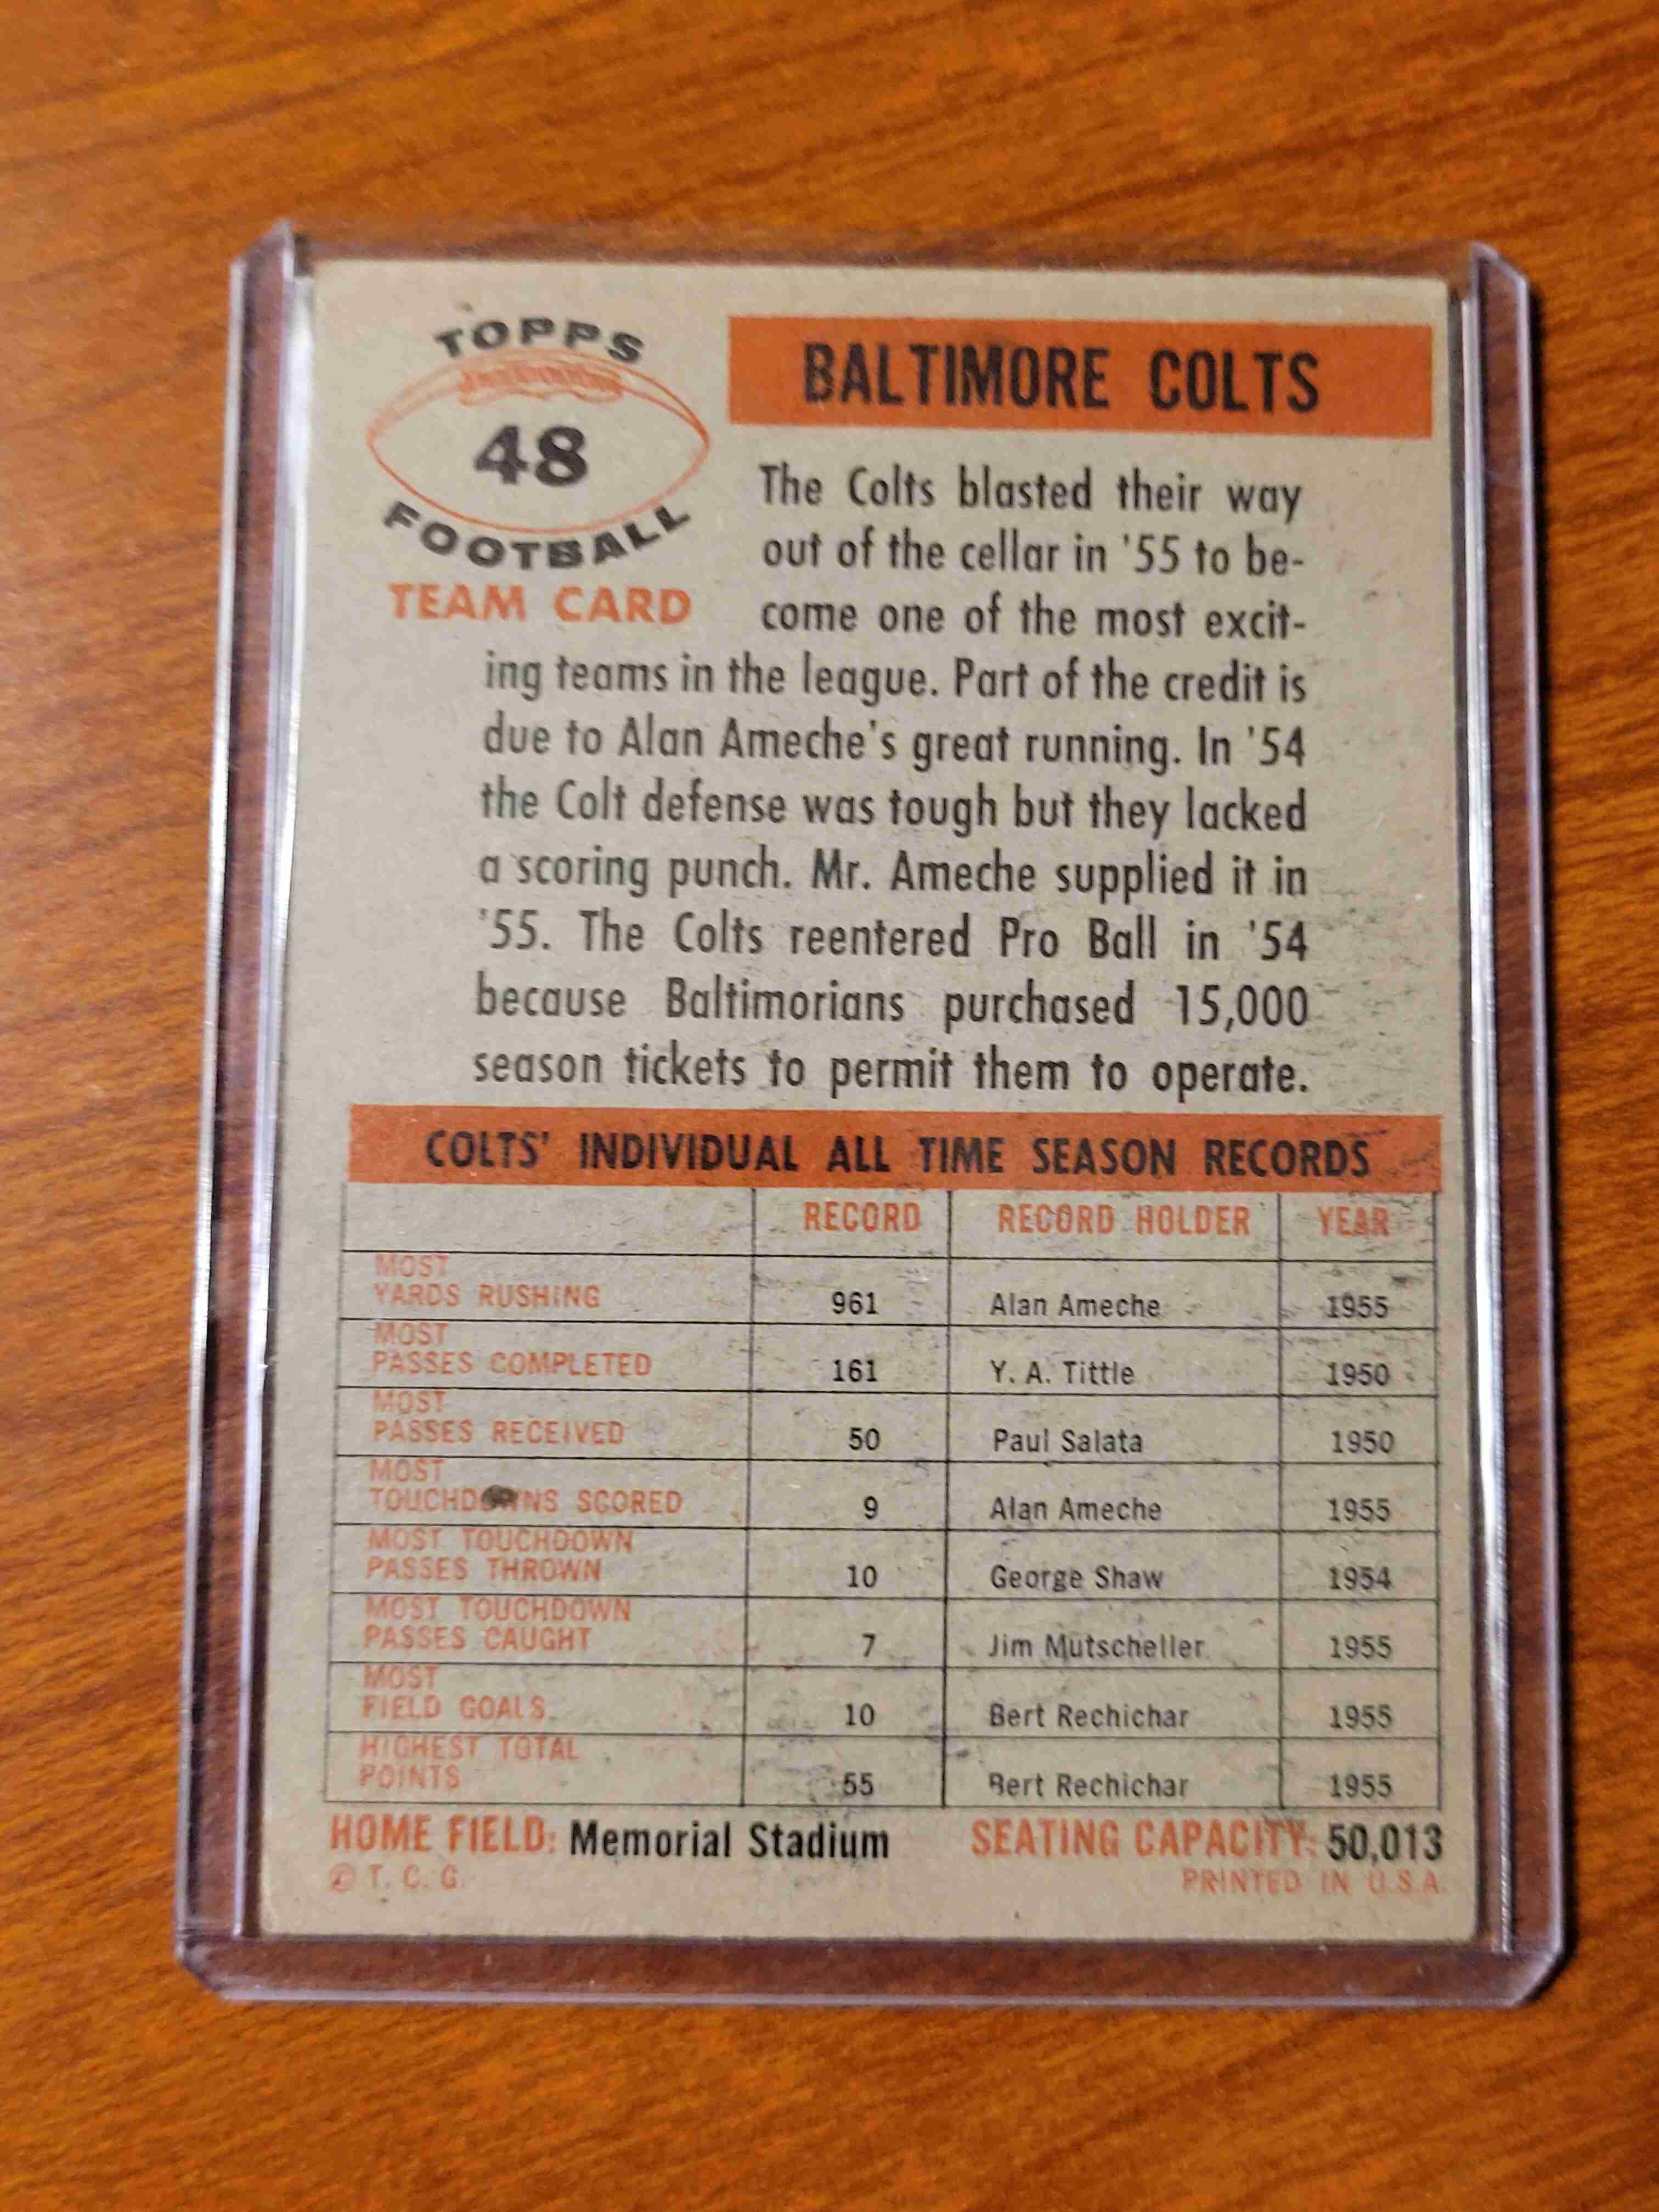 TOPPS
48
FOOTBALL
TEAM CARD
BALTIMORE COLTS
The Colts blasted their way
out of the cellar in '55 to be-
come one of the most excit-
ing teams in the league. Part of the credit is
due to Alan Ameche's great running. In '54
the Colt defense was tough but they lacked
a scoring punch. Mr. Ameche supplied it in
'55. The Colts reentered Pro Ball in '54
because Baltimorians purchased 15,000
season tickets to permit them to operate.
COLTS' INDIVIDUAL ALL TIME SEASON RECORDS
RECORD RECORD HOLDER YEAR
MOST
YARDS RUSHING 961 Alan Ameche 1955
MOST
PASSES COMPLETED 161 Y. A. Tittle 1950
MOST
PASSES RECEIVED 50 Paul Salata 1950
MOST
TOUCHDOWNS SCORED 9 Alan Ameche 1955
MOST TOUCHDOWN
PASSES THROWN 10 George Shaw 1954
MOST TOUCHDOWN
PASSES CAUGHT 7 Jim Mutscheller 1955
MOST
FIELD GOALS 10 Bert Rechichar 1955
HIGHEST TOTAL
POINTS 55 Bert Rechichar 1955
HOME FIELD: Memorial Stadium SEATING CAPACITY: 50,013
© T. C. G. PRINTED IN U.S.A.